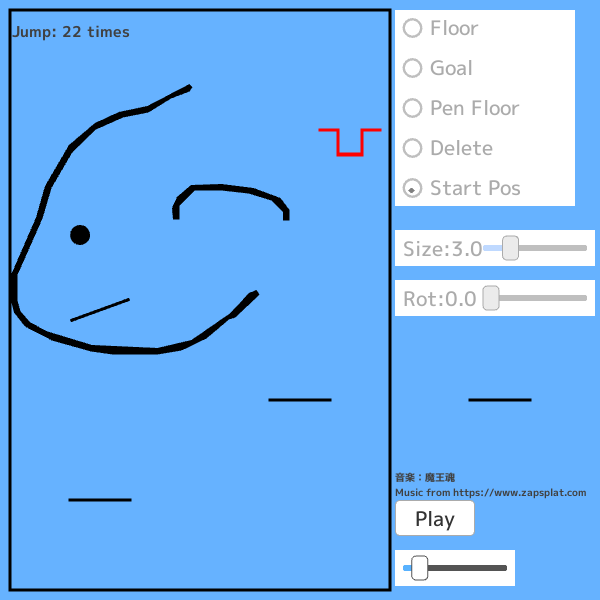 Jump: 22 times
Floor
Goal
Pen Floor
Delete
Start Pos
Size:3.0
Rot:0.0
音楽：魔王魂
Music from https://www.zapsplat.com
Play